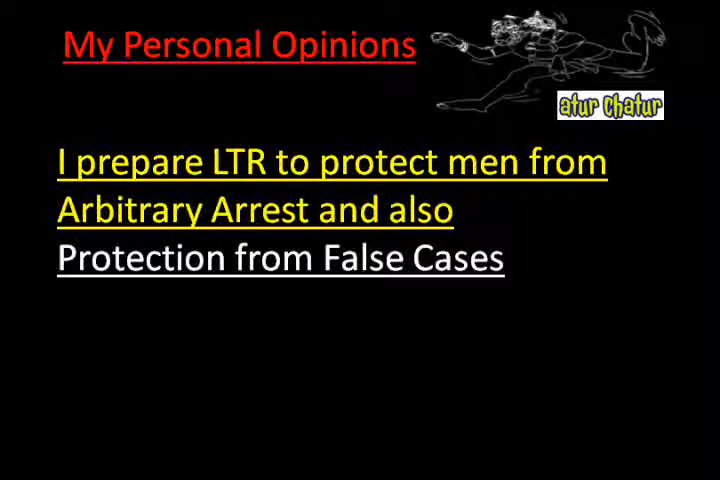 My Personal Opinions
atur chatur
I prepare LTR to protect men from
Arbitrary Arrest and also
Protection from False Cases